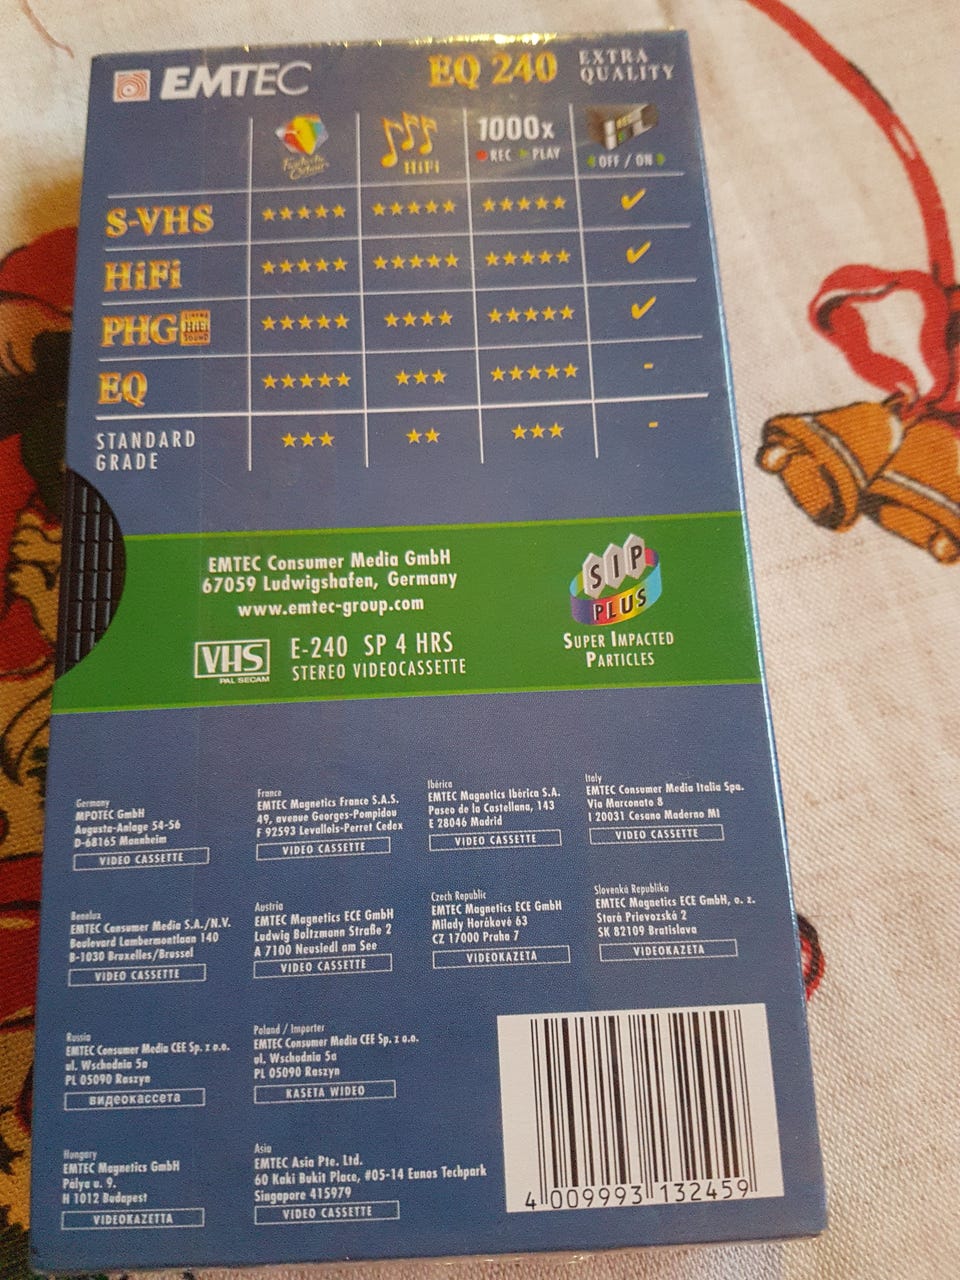 EMTEC
EQ 240
EXTRA
QUALITY
HiFi
1000x
REC PLAY
OFF / ON
S-VHS ★★★★★ ★★★★★ ★★★★★ ✓
HiFi ★★★★★ ★★★★★ ★★★★★ ✓
PHG CINEMA HiFi SOUND ★★★★★ ★★★★ ★★★★★ ✓
EQ ★★★★★ ★★★ ★★★★★ -
STANDARD
GRADE ★★★ ★★ ★★★ -
EMTEC Consumer Media GmbH
67059 Ludwigshafen, Germany
www.emtec-group.com
VHS
PAL SECAM
E-240 SP 4 HRS
STEREO VIDEOCASSETTE
SIP
PLUS
SUPER IMPACTED
PARTICLES
Germany
MPOTEC GmbH
Augusta-Anlage 54-56
D-68165 Mannheim
VIDEO CASSETTE
France
EMTEC Magnetics France S.A.S.
49, avenue Georges-Pompidou
F 92593 Levallois-Perret Cedex
VIDEO CASSETTE
Ibérica
EMTEC Magnetics Ibérica S.A.
Paseo de la Castellana, 143
E 28046 Madrid
VIDEO CASSETTE
Italy
EMTEC Consumer Media Italia Spa.
Via Marconato 8
I 20031 Cesano Maderno MI
VIDEO CASSETTE
Benelux
EMTEC Consumer Media S.A./N.V.
Boulevard Lambermontlaan 140
B-1030 Bruxelles/Brussel
VIDEO CASSETTE
Austria
EMTEC Magnetics ECE GmbH
Ludwig Boltzmann Straße 2
A 7100 Neusiedl am See
VIDEO CASSETTE
Czech Republic
EMTEC Magnetics ECE GmbH
Milady Horákové 63
CZ 17000 Praha 7
VIDEOKAZETA
Slovenká Republika
EMTEC Magnetics ECE GmbH, o. z.
Stará Prievozská 2
SK 82109 Bratislava
VIDEOKAZETA
Russia
EMTEC Consumer Media CEE Sp. z o.o.
ul. Wschodnia 5a
PL 05090 Raszyn
видеокассета
Poland / Importer
EMTEC Consumer Media CEE Sp. z o.o.
ul. Wschodnia 5a
PL 05090 Raszyn
KASETA WIDEO
Hungary
EMTEC Magnetics GmbH
Pálya u. 9.
H 1012 Budapest
VIDEOKAZETTA
Asia
EMTEC Asia Pte. Ltd.
60 Kaki Bukit Place, #05-14 Eunos Techpark
Singapore 415979
VIDEO CASSETTE
4 009993 132459